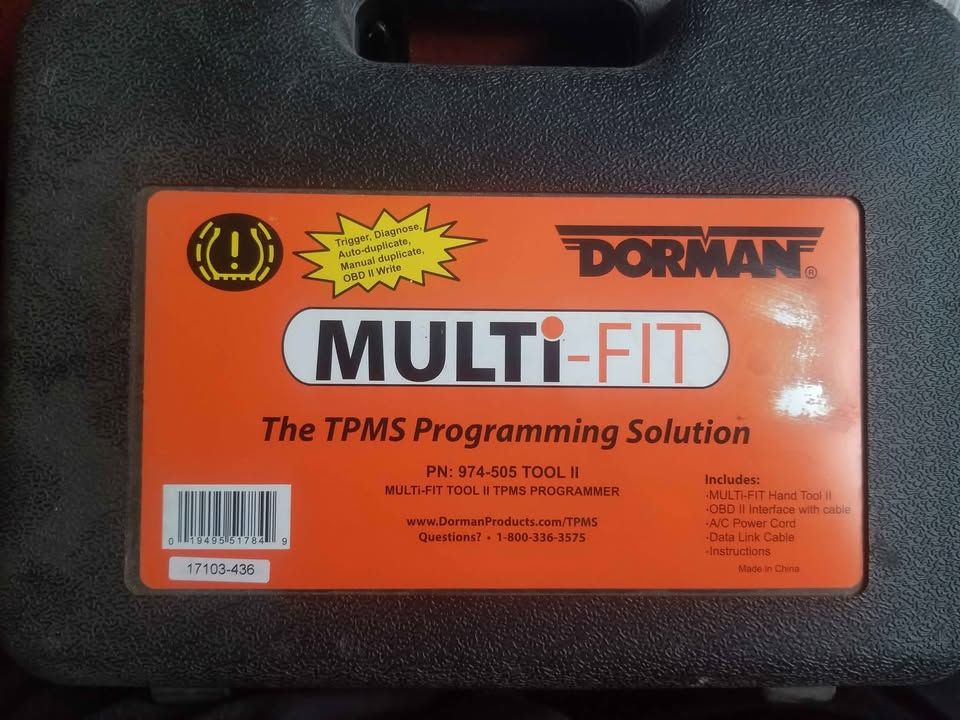 Trigger, Diagnose,
Auto-duplicate,
Manual duplicate,
OBD II Write
DORMAN®
MULTi-FIT
The TPMS Programming Solution
PN: 974-505 TOOL II
MULTi-FIT TOOL II TPMS PROGRAMMER
www.DormanProducts.com/TPMS
Questions? • 1-800-336-3575
0 19495 51784 9
17103-436
Includes:
·MULTi-FIT Hand Tool II
·OBD II Interface with cable
·A/C Power Cord
·Data Link Cable
·Instructions
Made in China